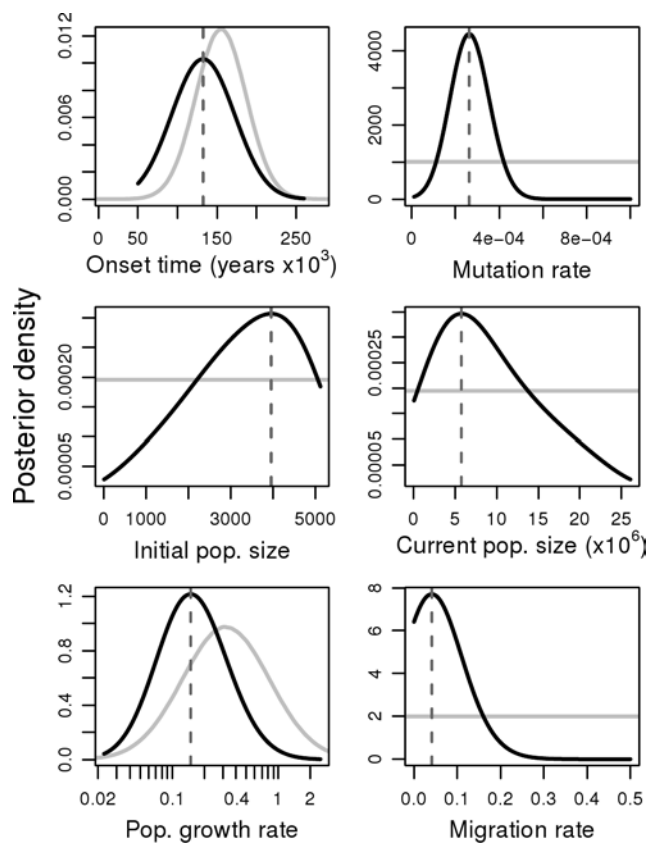 Posterior density
0.012
0.006
0.000
0 50 150 250
Onset time (years x10³)
4000
2000
0
0 4e-04 8e-04
Mutation rate
0.00020
0.00005
0 1000 3000 5000
Initial pop. size
0.00025
0.00005
0 5 10 15 20 25
Current pop. size (x10⁶)
1.2
0.8
0.4
0.0
0.02 0.1 0.4 1 2
Pop. growth rate
8
6
4
2
0
0.0 0.1 0.2 0.3 0.4 0.5
Migration rate